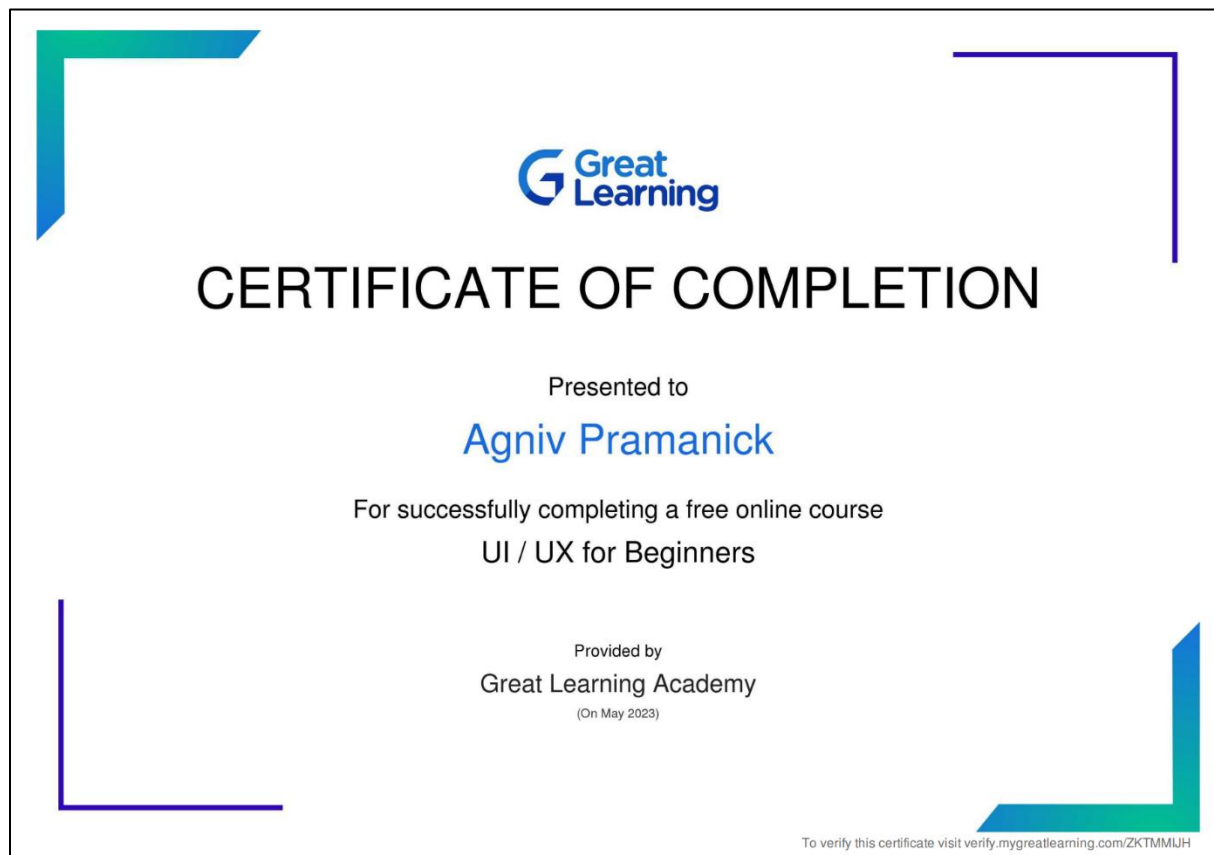 Great
Learning
CERTIFICATE OF COMPLETION
Presented to
Agniv Pramanick
For successfully completing a free online course
UI / UX for Beginners
Provided by
Great Learning Academy
(On May 2023)
To verify this certificate visit verify.mygreatlearning.com/ZKTMMIJH